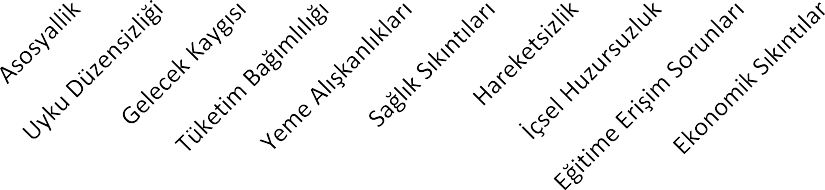 Asosyallik
Uyku Düzensizliği
Gelecek Kaygısı
Tüketim Bağımlılığı
Yeme Alışkanlıkları
Sağlık Sıkıntıları
Hareketsizlik
İçsel Huzursuzluk
Eğitime Erişim Sorunları
Ekonomik Sıkıntılar